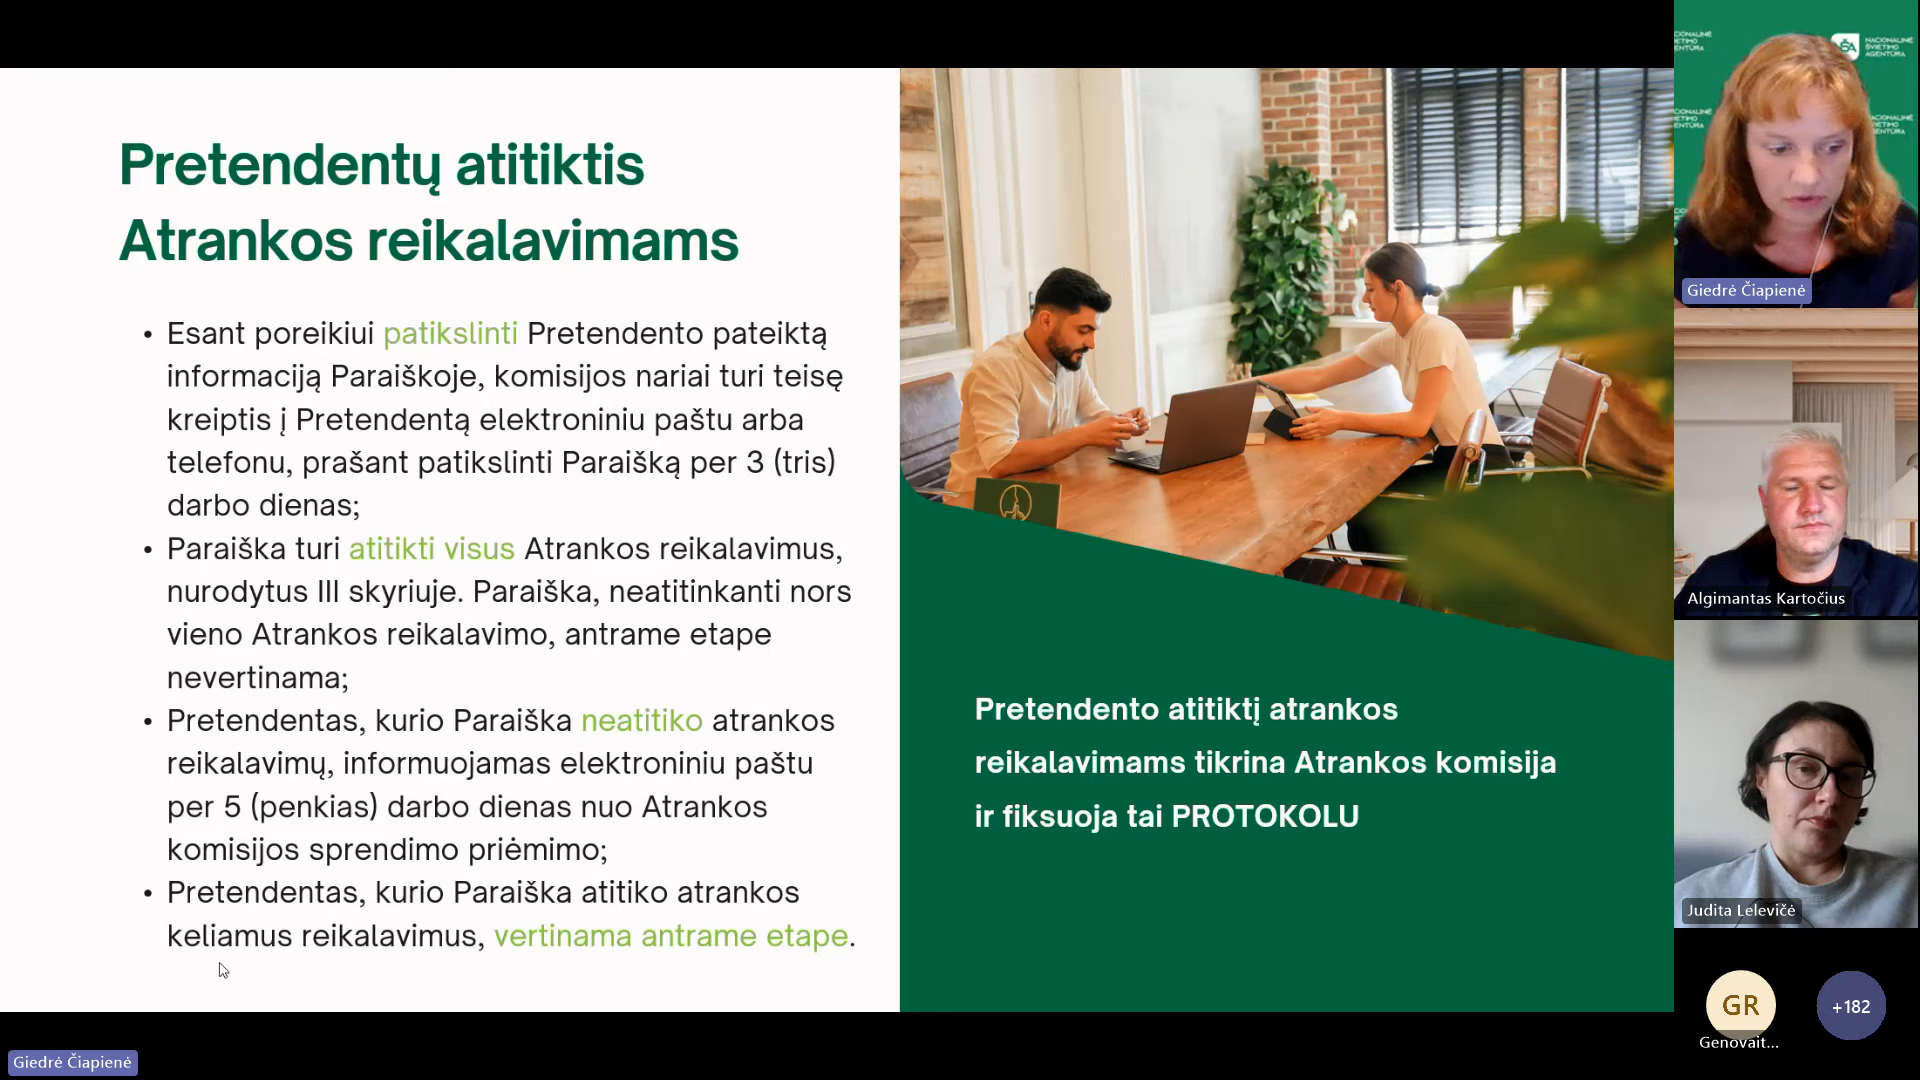 Pretendentų atitiktis
Atrankos reikalavimams
• Esant poreikiui patikslinti Pretendento pateiktą
informaciją Paraiškoje, komisijos nariai turi teisę
kreiptis į Pretendentą elektroniniu paštu arba
telefonu, prašant patikslinti Paraišką per 3 (tris)
darbo dienas;
• Paraiška turi atitikti visus Atrankos reikalavimus,
nurodytus III skyriuje. Paraiška, neatitinkanti nors
vieno Atrankos reikalavimo, antrame etape
nevertinama;
• Pretendentas, kurio Paraiška neatitiko atrankos
reikalavimų, informuojamas elektroniniu paštu
per 5 (penkias) darbo dienas nuo Atrankos
komisijos sprendimo priėmimo;
• Pretendentas, kurio Paraiška atitiko atrankos
keliamus reikalavimus, vertinama antrame etape.
Pretendento atitiktį atrankos
reikalavimams tikrina Atrankos komisija
ir fiksuoja tai PROTOKOLU
NACIONALINĖ
ŠVIETIMO
AGENTŪRA
Giedrė Čiapienė
Algimantas Kartočius
Judita Lelevičė
GR
Genovait...
+182
Giedrė Čiapienė